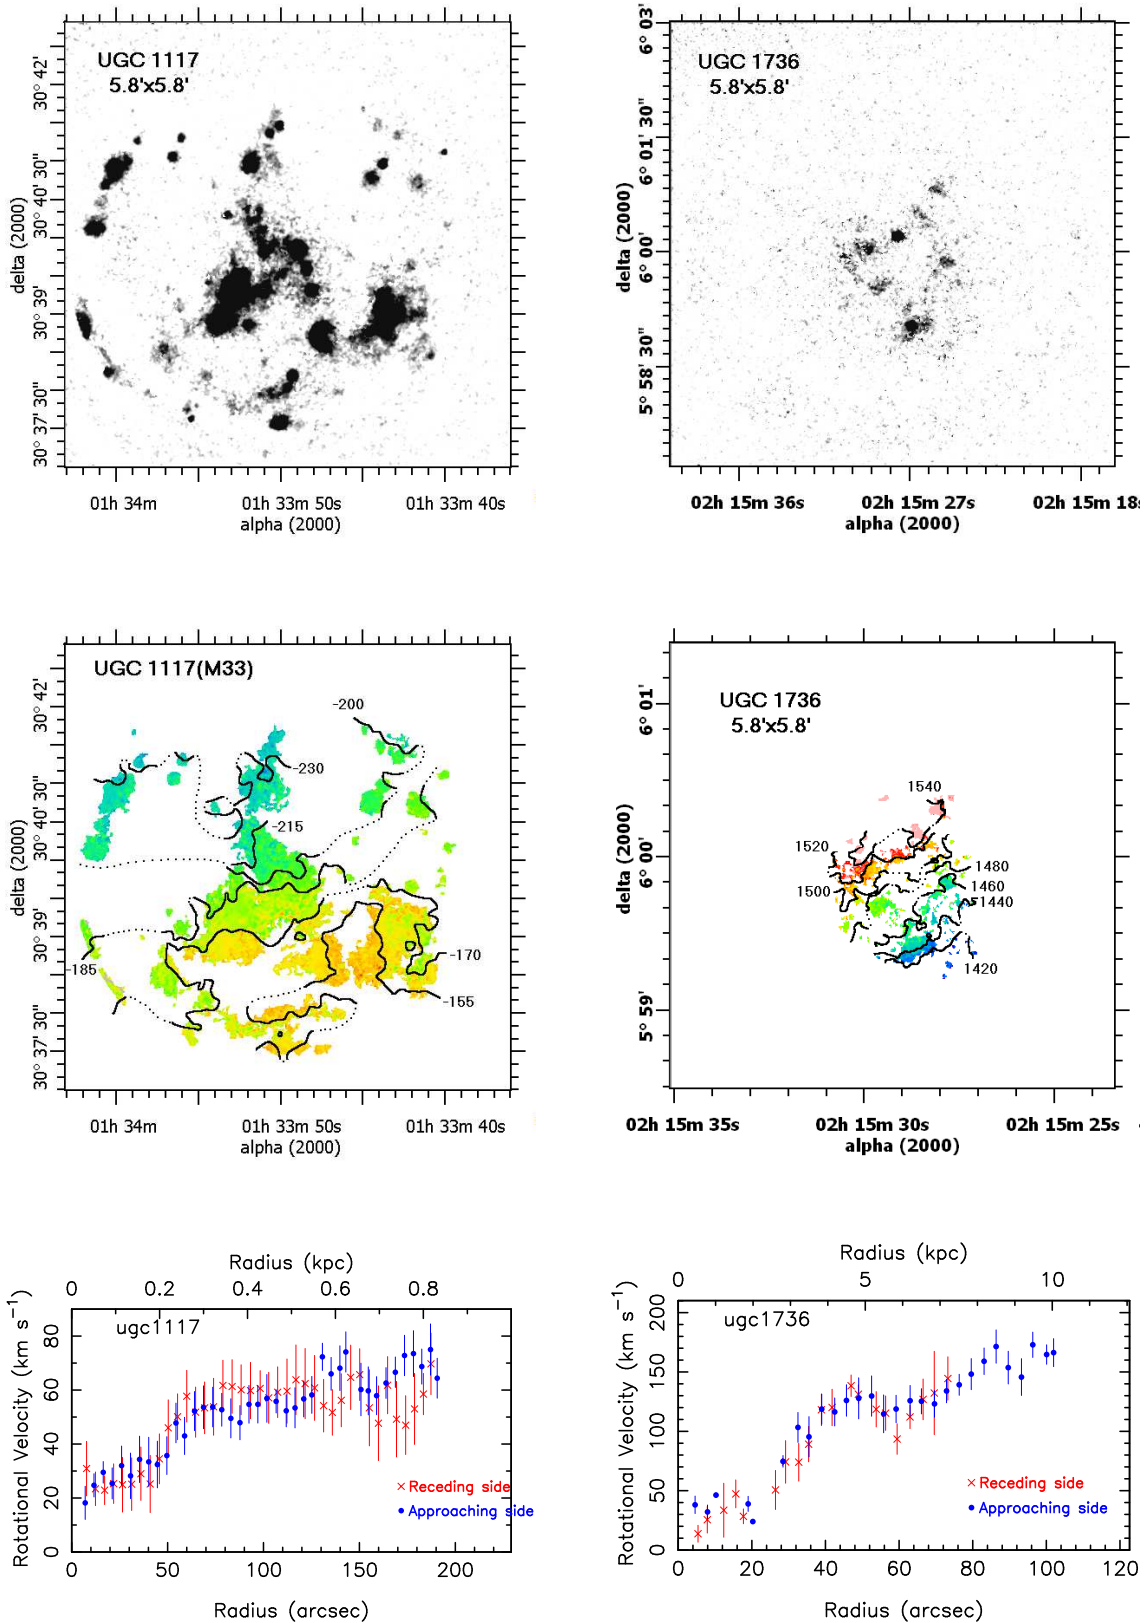 UGC 1117
5.8'x5.8'
30° 42'
30° 40' 30"
30° 39'
30° 37' 30"
delta (2000)
01h 34m 01h 33m 50s 01h 33m 40s
alpha (2000)
UGC 1736
5.8'x5.8'
6° 03'
6° 01' 30"
6° 00'
5° 58' 30"
delta (2000)
02h 15m 36s 02h 15m 27s 02h 15m 18s
alpha (2000)
UGC 1117(M33)
-200
-230
-215
-185
-170
-155
30° 42'
30° 40' 30"
30° 39'
30° 37' 30"
delta (2000)
01h 34m 01h 33m 50s 01h 33m 40s
alpha (2000)
UGC 1736
5.8'x5.8'
1540
1520
1480
1500
1460
1440
1420
6° 01'
6° 00'
5° 59'
delta (2000)
02h 15m 35s 02h 15m 30s 02h 15m 25s
alpha (2000)
Radius (kpc)
0 0.2 0.4 0.6 0.8
ugc1117
80
60
40
20
0
Rotational Velocity (km s⁻¹)
Receding side
Approaching side
0 50 100 150 200
Radius (arcsec)
Radius (kpc)
0 5 10
ugc1736
200
150
100
50
0
Rotational Velocity (km s⁻¹)
Receding side
Approaching side
0 20 40 60 80 100 120
Radius (arcsec)